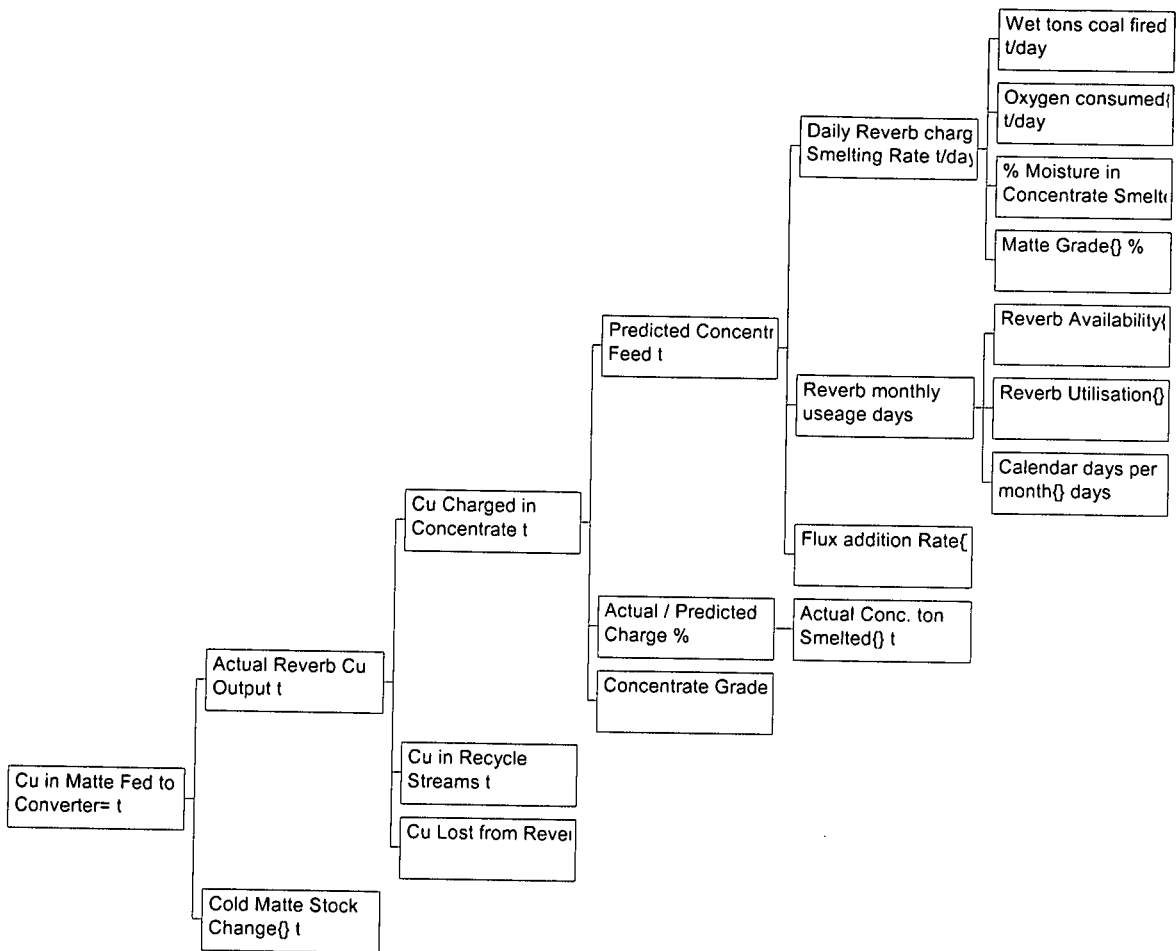 Wet tons coal fired
t/day
Oxygen consumed{
t/day
Daily Reverb charg
Smelting Rate t/day
% Moisture in
Concentrate Smelte
Matte Grade{} %
Predicted Concentr
Feed t
Reverb Availability{
Reverb monthly
useage days
Reverb Utilisation{}
Calendar days per
month{} days
Cu Charged in
Concentrate t
Flux addition Rate{
Actual / Predicted
Charge %
Actual Conc. ton
Smelted{} t
Actual Reverb Cu
Output t
Concentrate Grade
Cu in Recycle
Streams t
Cu in Matte Fed to
Converter= t
Cu Lost from Rever
Cold Matte Stock
Change{} t